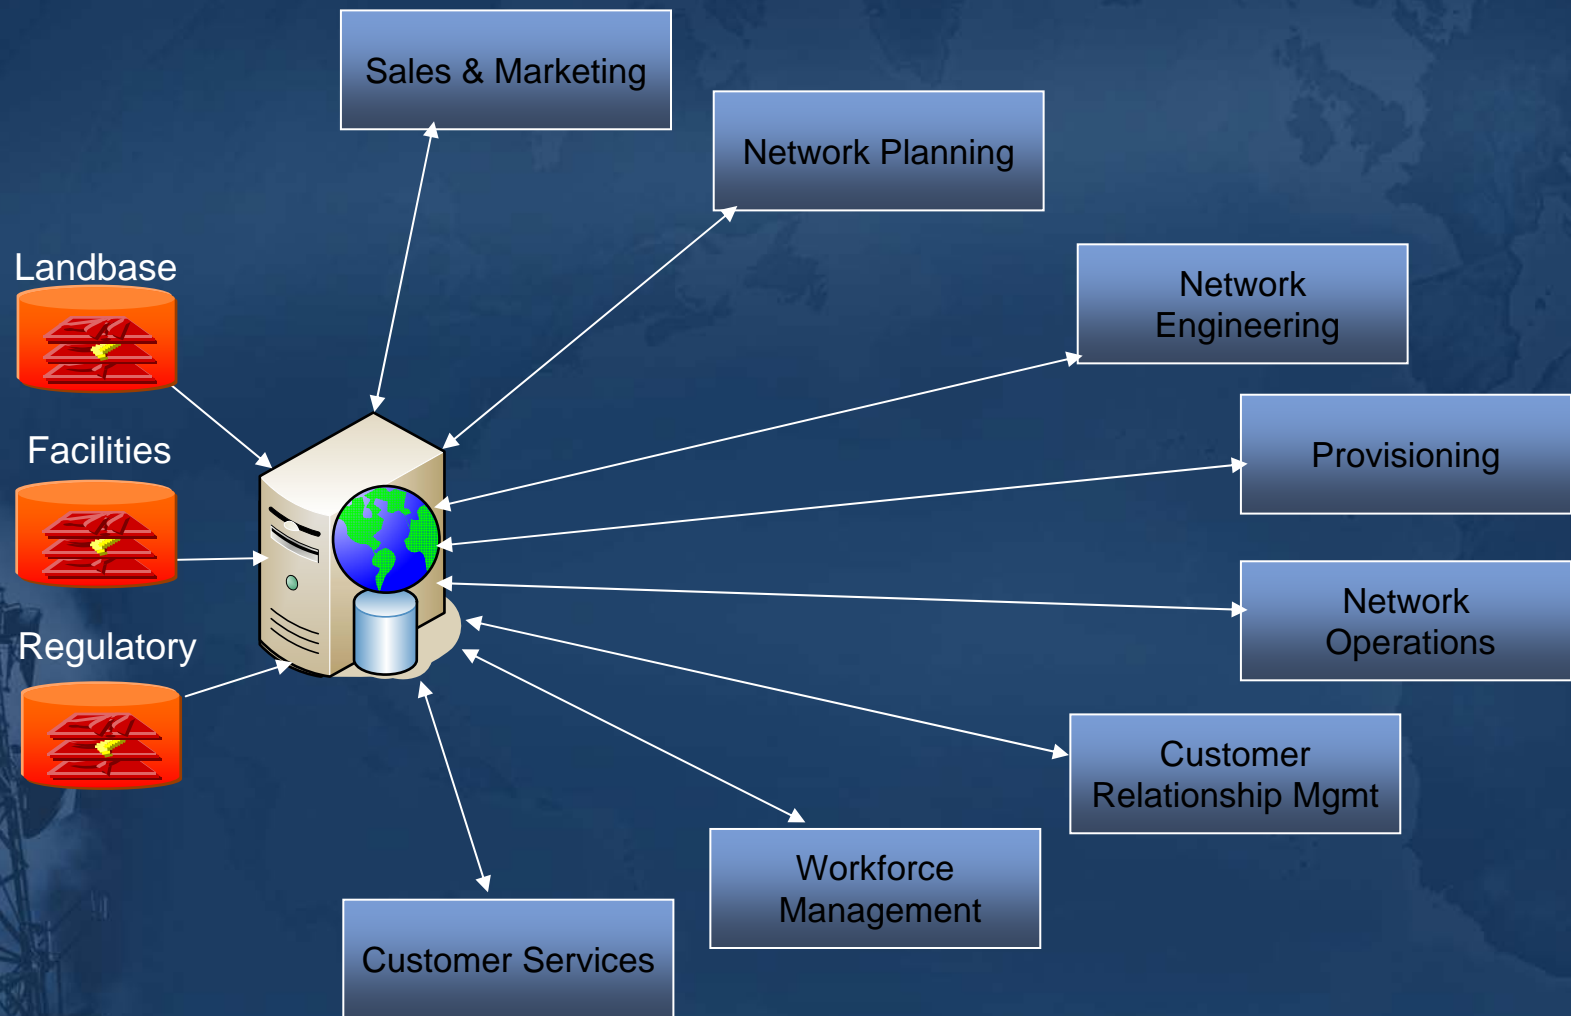 Sales & Marketing
Network Planning
Landbase
Network
Engineering
Facilities
Provisioning
Network
Operations
Regulatory
Customer
Relationship Mgmt
Workforce
Management
Customer Services